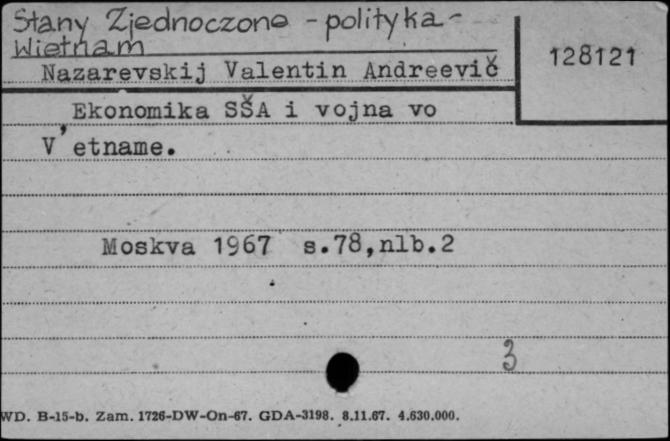 Stany Zjednoczone - polityka -
Wietnam
128121
Nazarevskij Valentin Andreevič
Ekonomika SŠA i vojna vo
V'etname.
Moskva 1967 s.78,nlb.2
3
WD. B-15-b. Zam. 1726-DW-On-67. GDA-3198. 8.11.67. 4.630.000.